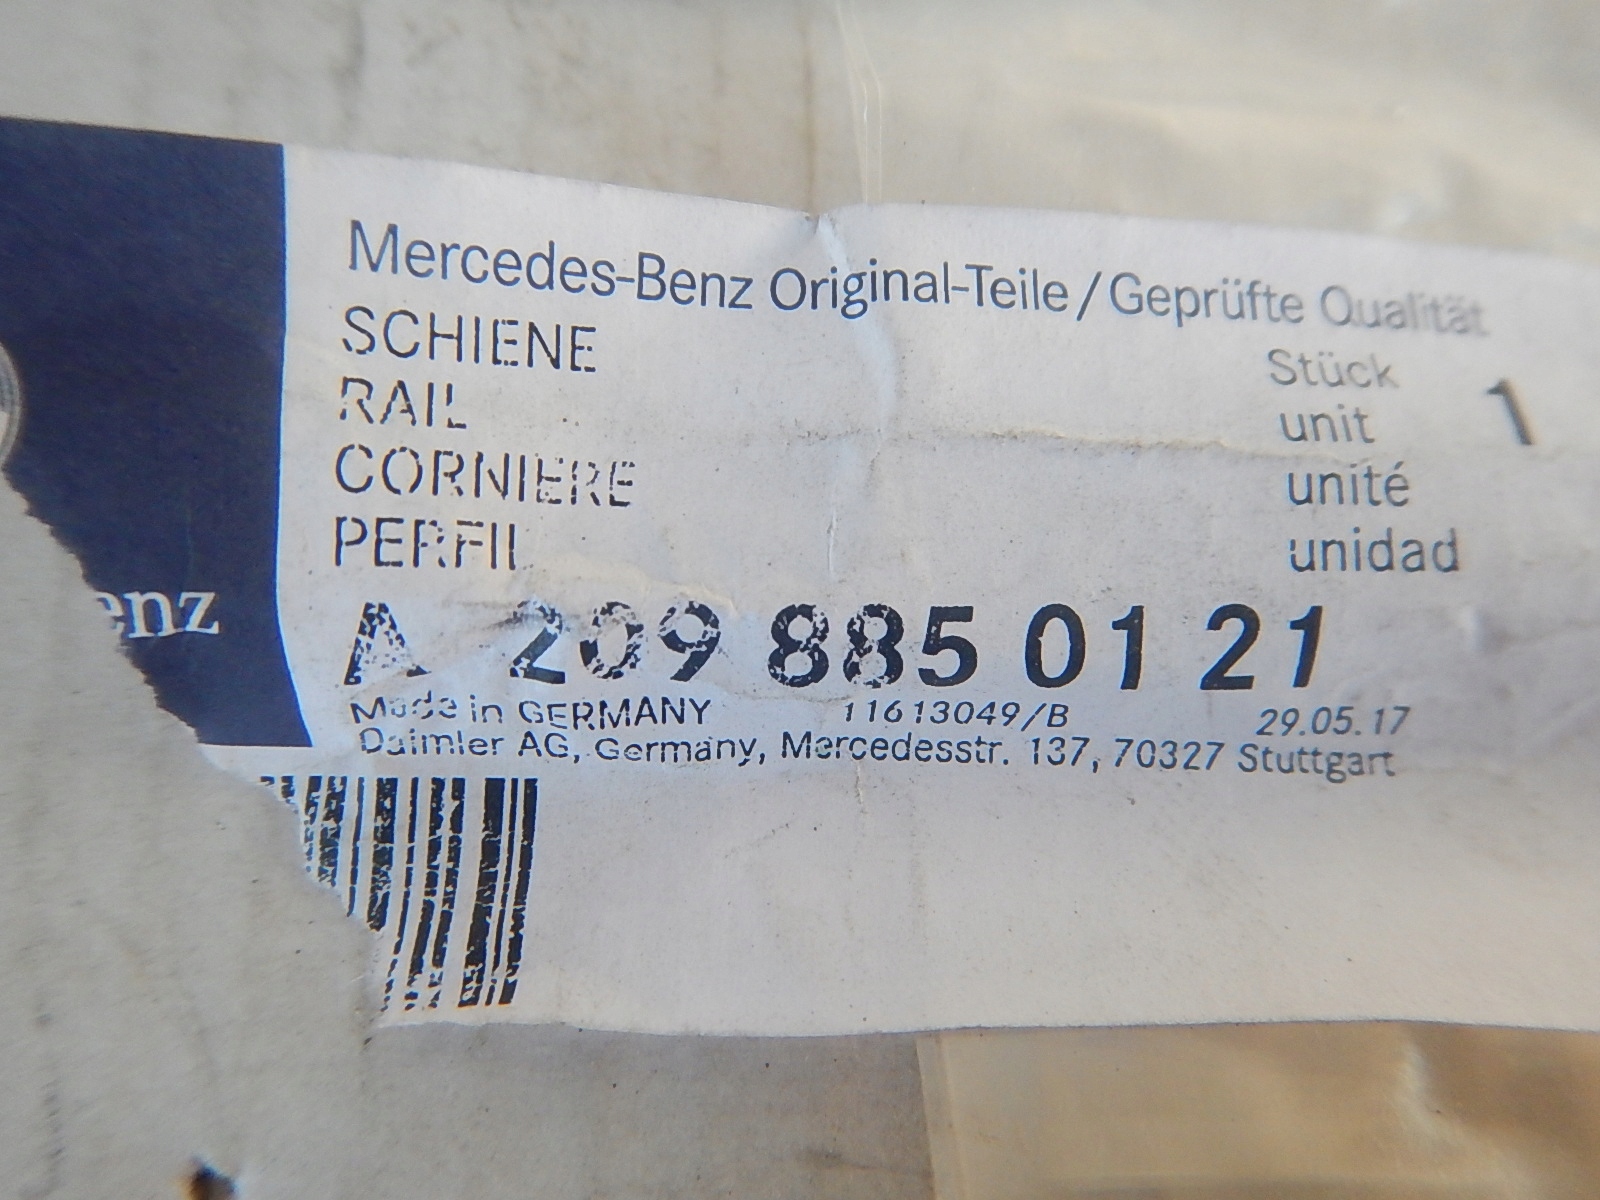 Mercedes-Benz Original-Teile/Geprüfte Qualität
SCHIENE
RAIL
CORNIERE
PERFIL
Stück
unit
unité
unidad
1
enz
A 209 885 01 21
Made in GERMANY 11613049/B 29.05.17
Daimler AG, Germany, Mercedesstr. 137, 70327 Stuttgart